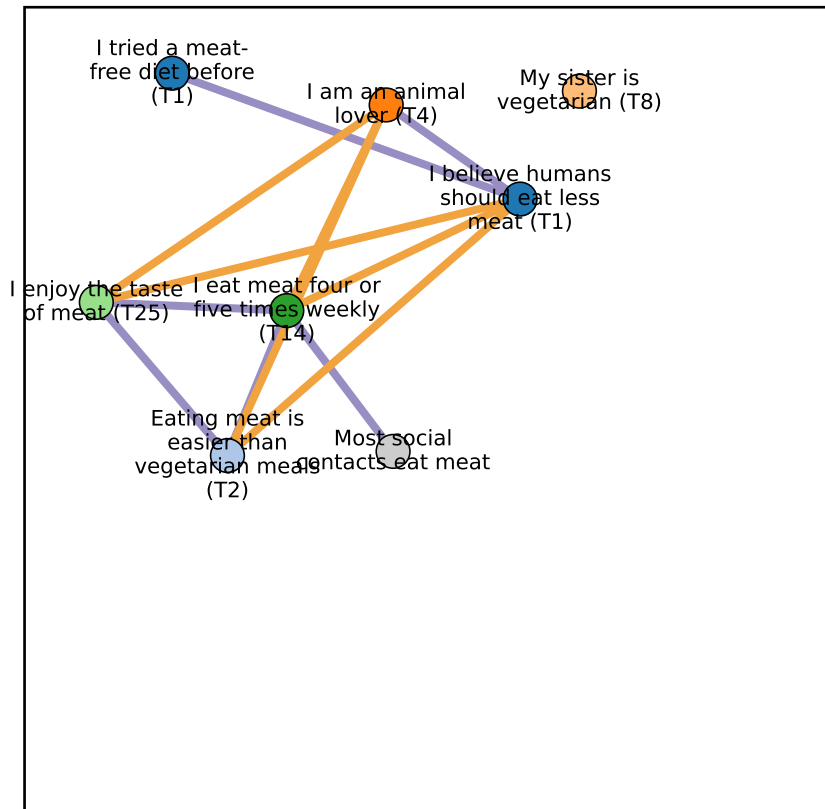 I tried a meat-
free diet before
(T1)
I am an animal
lover (T4)
My sister is
vegetarian (T8)
I believe humans
should eat less
meat (T1)
I enjoy the taste
of meat (T25)
I eat meat four or
five times weekly
(T14)
Eating meat is
easier than
vegetarian meals
(T2)
Most social
contacts eat meat